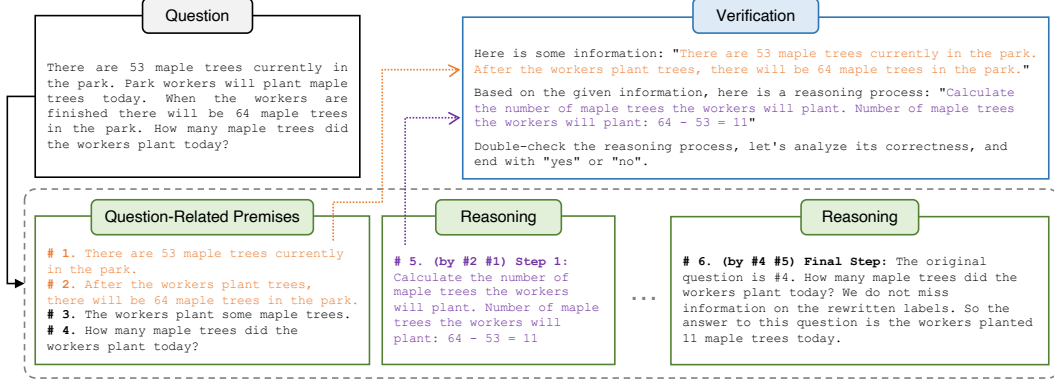 Question
There are 53 maple trees currently in
the park. Park workers will plant maple
trees today. When the workers are
finished there will be 64 maple trees
in the park. How many maple trees did
the workers plant today?
Verification
Here is some information: "There are 53 maple trees currently in the park.
After the workers plant trees, there will be 64 maple trees in the park."
Based on the given information, here is a reasoning process: "Calculate
the number of maple trees the workers will plant. Number of maple trees
the workers will plant: 64 - 53 = 11"
Double-check the reasoning process, let's analyze its correctness, and
end with "yes" or "no".
Question-Related Premises
# 1. There are 53 maple trees currently
in the park.
# 2. After the workers plant trees,
there will be 64 maple trees in the park.
# 3. The workers plant some maple trees.
# 4. How many maple trees did the
workers plant today?
Reasoning
# 5. (by #2 #1) Step 1:
Calculate the number of
maple trees the workers
will plant. Number of maple
trees the workers will
plant: 64 - 53 = 11
...
Reasoning
# 6. (by #4 #5) Final Step: The original
question is #4. How many maple trees did the
workers plant today? We do not miss
information on the rewritten labels. So the
answer to this question is the workers planted
11 maple trees today.